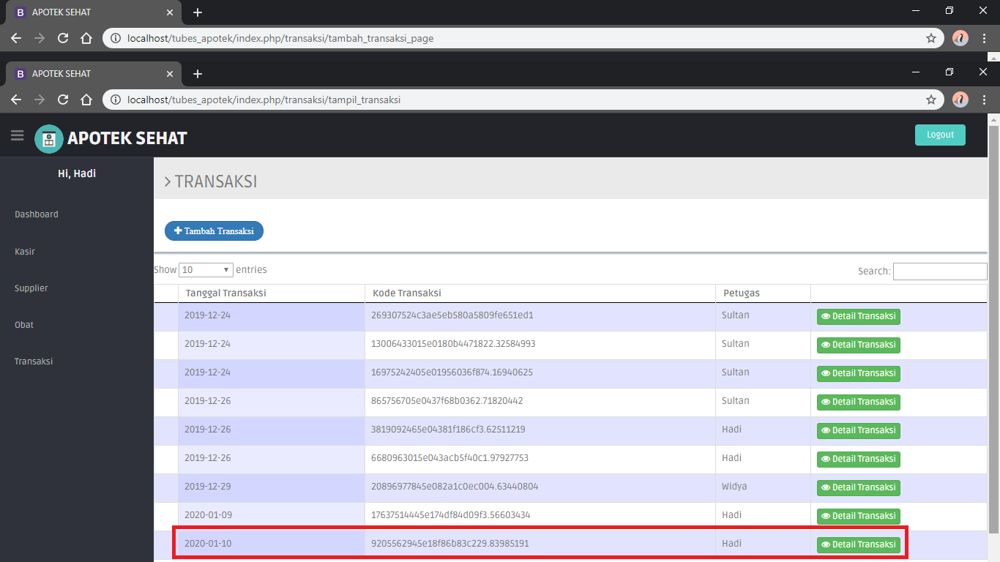 APOTEK SEHAT
localhost/tubes_apotek/index.php/transaksi/tambah_transaksi_page
APOTEK SEHAT
localhost/tubes_apotek/index.php/transaksi/tampil_transaksi
APOTEK SEHAT
Logout
Hi, Hadi
Dashboard
Kasir
Supplier
Obat
Transaksi
TRANSAKSI
Tambah Transaksi
Show 10 entries
Search:
Tanggal Transaksi Kode Transaksi Petugas
2019-12-24 269307524c3ae5eb580a5809fe651ed1 Sultan Detail Transaksi
2019-12-24 13006433015e0180b4471822.32584993 Sultan Detail Transaksi
2019-12-24 16975242405e01956036f874.16940625 Sultan Detail Transaksi
2019-12-26 865756705e0437f68b0362.71820442 Sultan Detail Transaksi
2019-12-26 3819092465e04381f186cf3.62511219 Hadi Detail Transaksi
2019-12-26 6680963015e043acb5f40c1.97927753 Hadi Detail Transaksi
2019-12-29 20896977845e082a1c0ec004.63440804 Widya Detail Transaksi
2020-01-09 17637514445e174df84d09f3.56603434 Hadi Detail Transaksi
2020-01-10 9205562945e18f86b83c229.83985191 Hadi Detail Transaksi